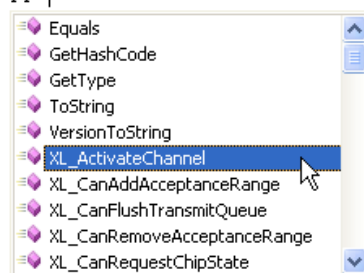 Equals
GetHashCode
GetType
ToString
VersionToString
XL_ActivateChannel
XL_CanAddAcceptanceRange
XL_CanFlushTransmitQueue
XL_CanRemoveAcceptanceRange
XL_CanRequestChipState